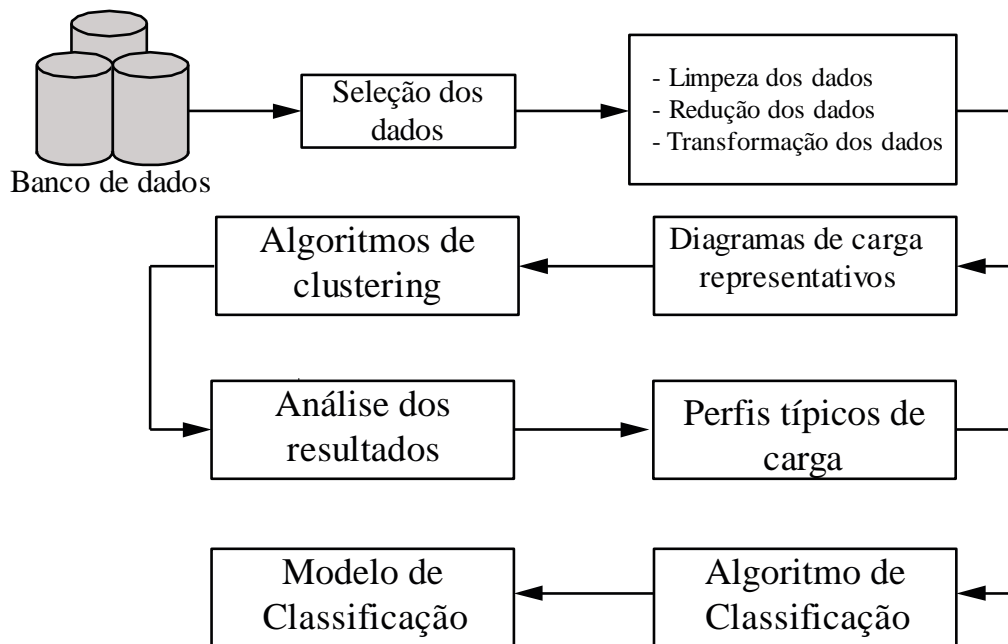 Banco de dados
Seleção dos
dados
- Limpeza dos dados
- Redução dos dados
- Transformação dos dados
Diagramas de carga
representativos
Algoritmos de
clustering
Análise dos
resultados
Perfis típicos de
carga
Algoritmo de
Classificação
Modelo de
Classificação